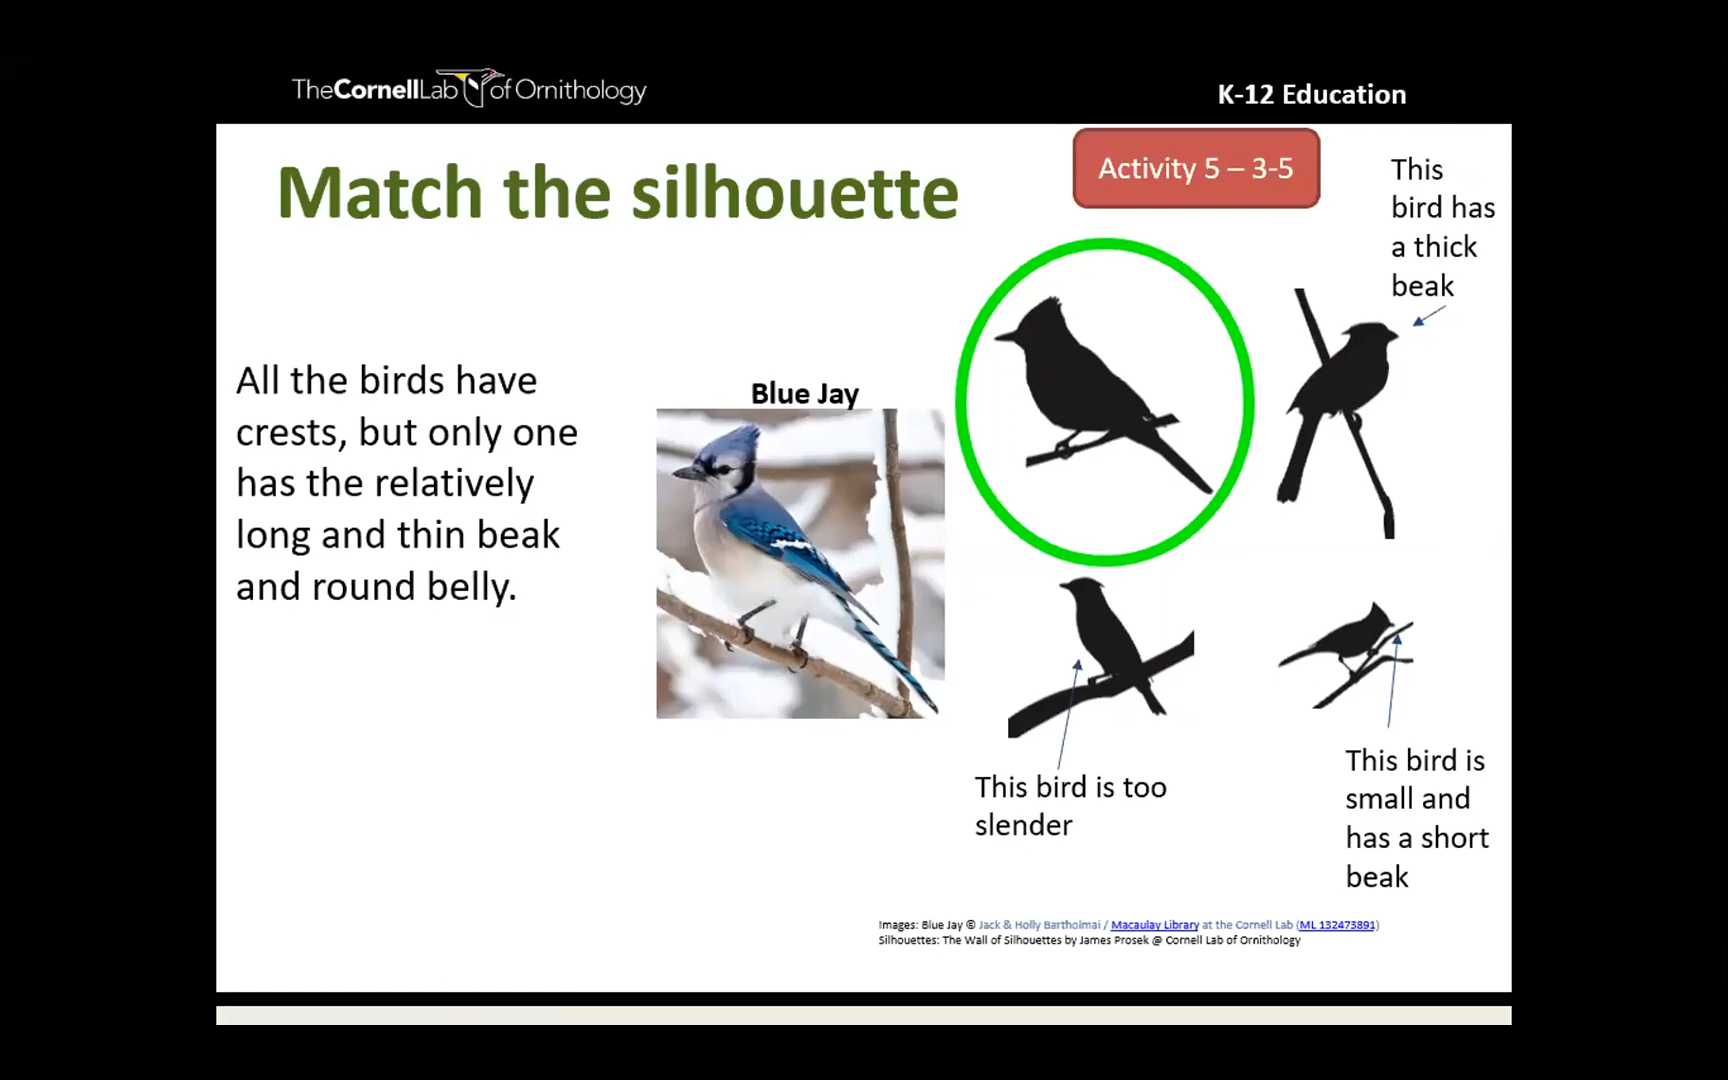 TheCornellLab of Ornithology
K-12 Education
Match the silhouette
Activity 5 – 3-5
This
bird has
a thick
beak
All the birds have
crests, but only one
has the relatively
long and thin beak
and round belly.
Blue Jay
This bird is too
slender
This bird is
small and
has a short
beak
Images: Blue Jay © Jack & Holly Bartholmai / Macaulay Library at the Cornell Lab (ML 132473891)
Silhouettes: The Wall of Silhouettes by James Prosek @ Cornell Lab of Ornithology